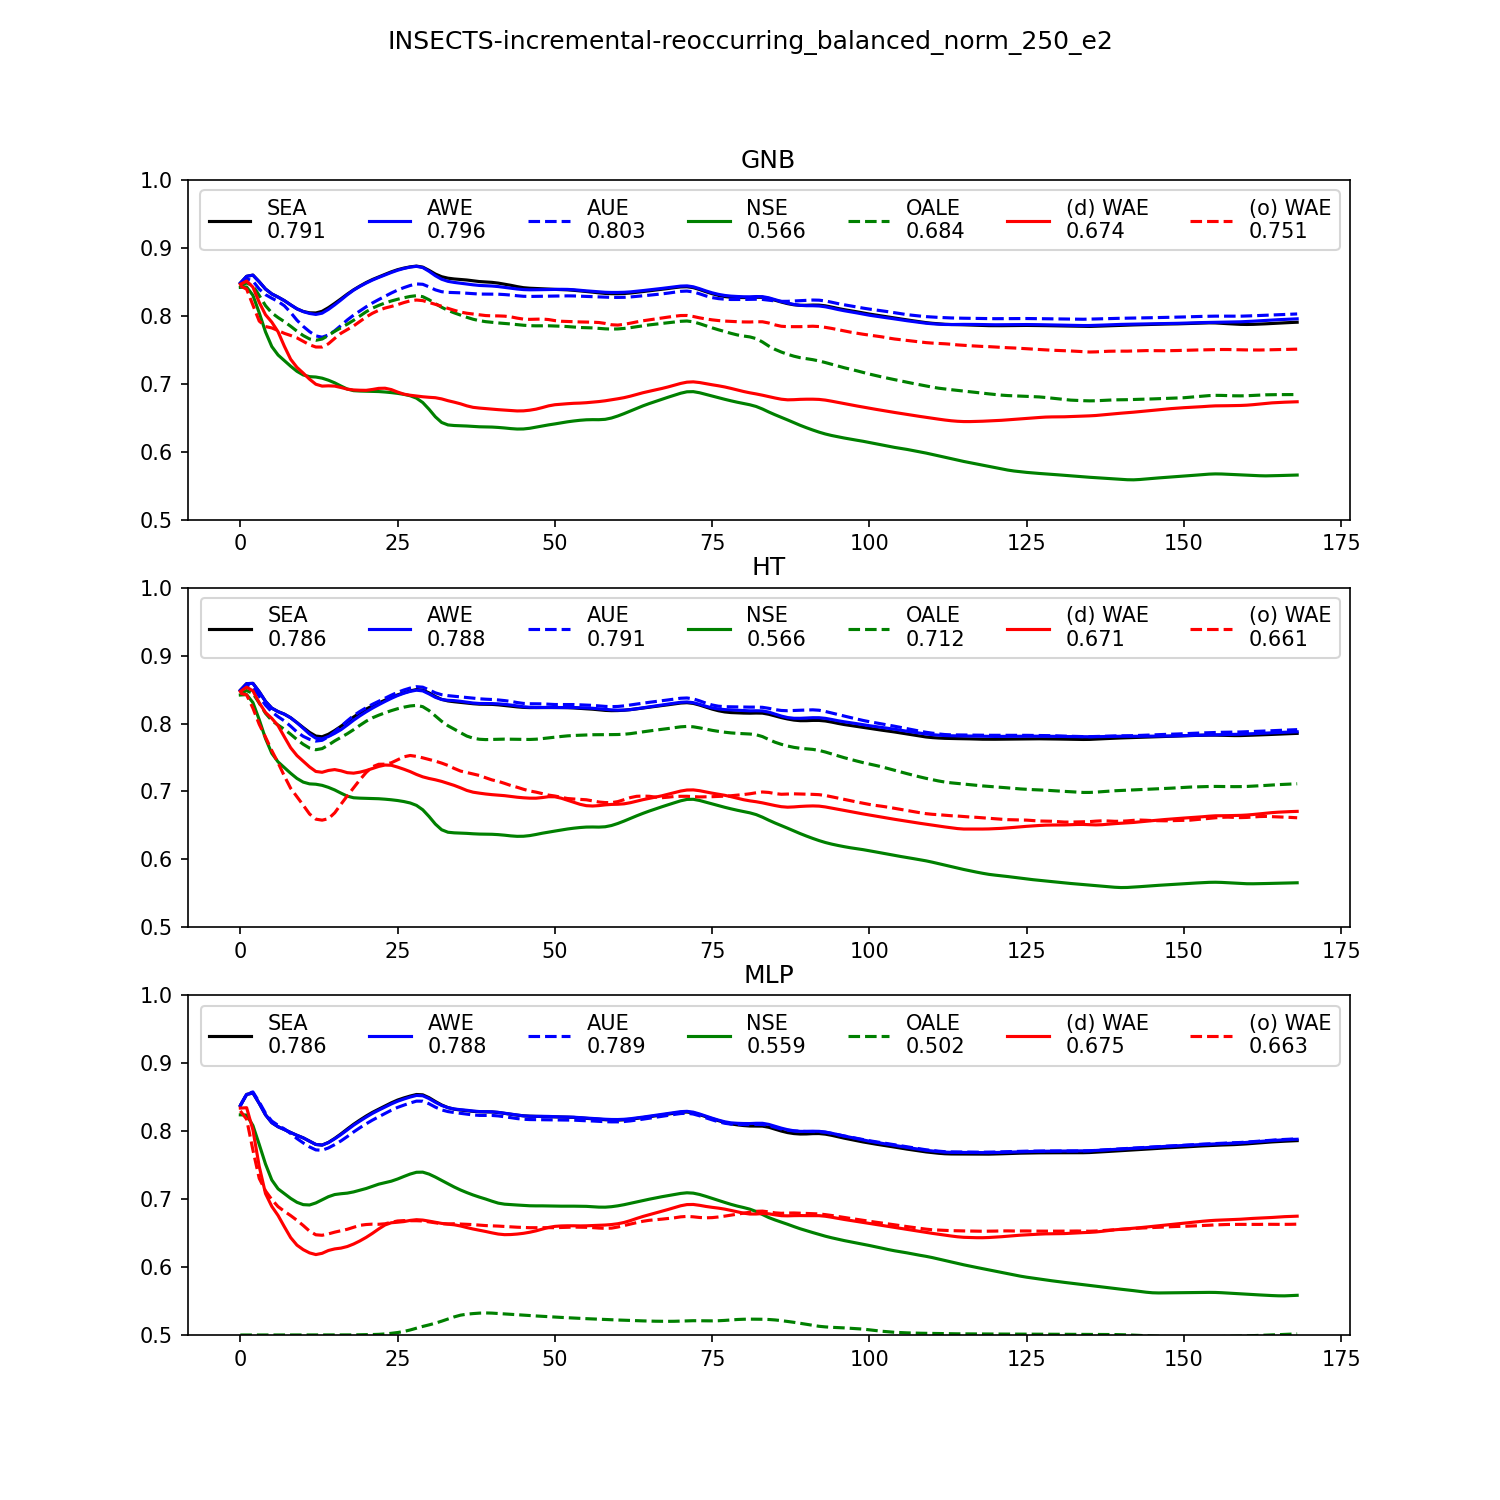 INSECTS-incremental-reoccurring_balanced_norm_250_e2
GNB
1.0
0.9
0.8
0.7
0.6
0.5
SEA AWE AUE NSE OALE (d) WAE (o) WAE
0.791 0.796 0.803 0.566 0.684 0.674 0.751
0 25 50 75 100 125 150 175
HT
1.0
0.9
0.8
0.7
0.6
0.5
SEA AWE AUE NSE OALE (d) WAE (o) WAE
0.786 0.788 0.791 0.566 0.712 0.671 0.661
0 25 50 75 100 125 150 175
MLP
1.0
0.9
0.8
0.7
0.6
0.5
SEA AWE AUE NSE OALE (d) WAE (o) WAE
0.786 0.788 0.789 0.559 0.502 0.675 0.663
0 25 50 75 100 125 150 175